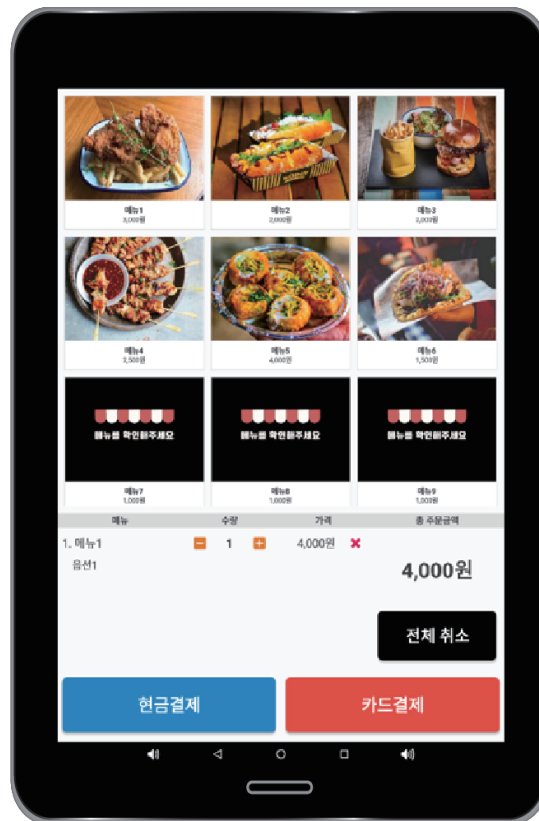 메뉴1
3,000원
메뉴2
2,000원
메뉴3
2,000원
메뉴4
2,500원
메뉴5
4,000원
메뉴6
1,500원
메뉴를 확인해주세요
메뉴7
1,000원
메뉴를 확인해주세요
메뉴8
1,000원
메뉴를 확인해주세요
메뉴9
1,000원
메뉴 수량 가격 총 주문금액
1. 메뉴1 1 4,000원
옵션1
4,000원
전체 취소
현금결제 카드결제